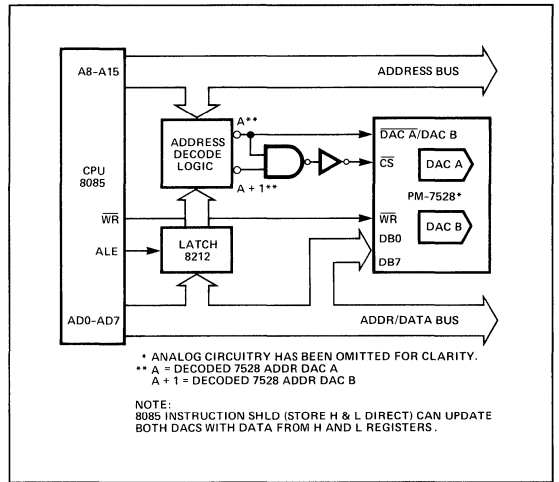 A8–A15
ADDRESS BUS
A**
ADDRESS
DECODE
LOGIC
DAC A/DAC B
CS
DAC A
CPU
8085
A + 1**
PM-7528*
WR
WR
DAC B
ALE
LATCH
8212
DB0
DB7
AD0–AD7
ADDR/DATA BUS
* ANALOG CIRCUITRY HAS BEEN OMITTED FOR CLARITY.
** A = DECODED 7528 ADDR DAC A
A + 1 = DECODED 7528 ADDR DAC B
NOTE:
8085 INSTRUCTION SHLD (STORE H & L DIRECT) CAN UPDATE
BOTH DACS WITH DATA FROM H AND L REGISTERS.